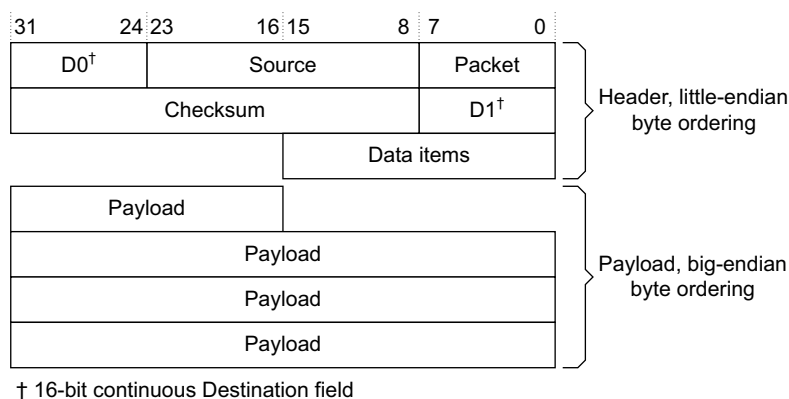 31 24 23 16 15 8 7 0
D0† Source Packet
Checksum D1†
Data items
Header, little-endian
byte ordering
Payload
Payload
Payload
Payload
Payload, big-endian
byte ordering
† 16-bit continuous Destination field